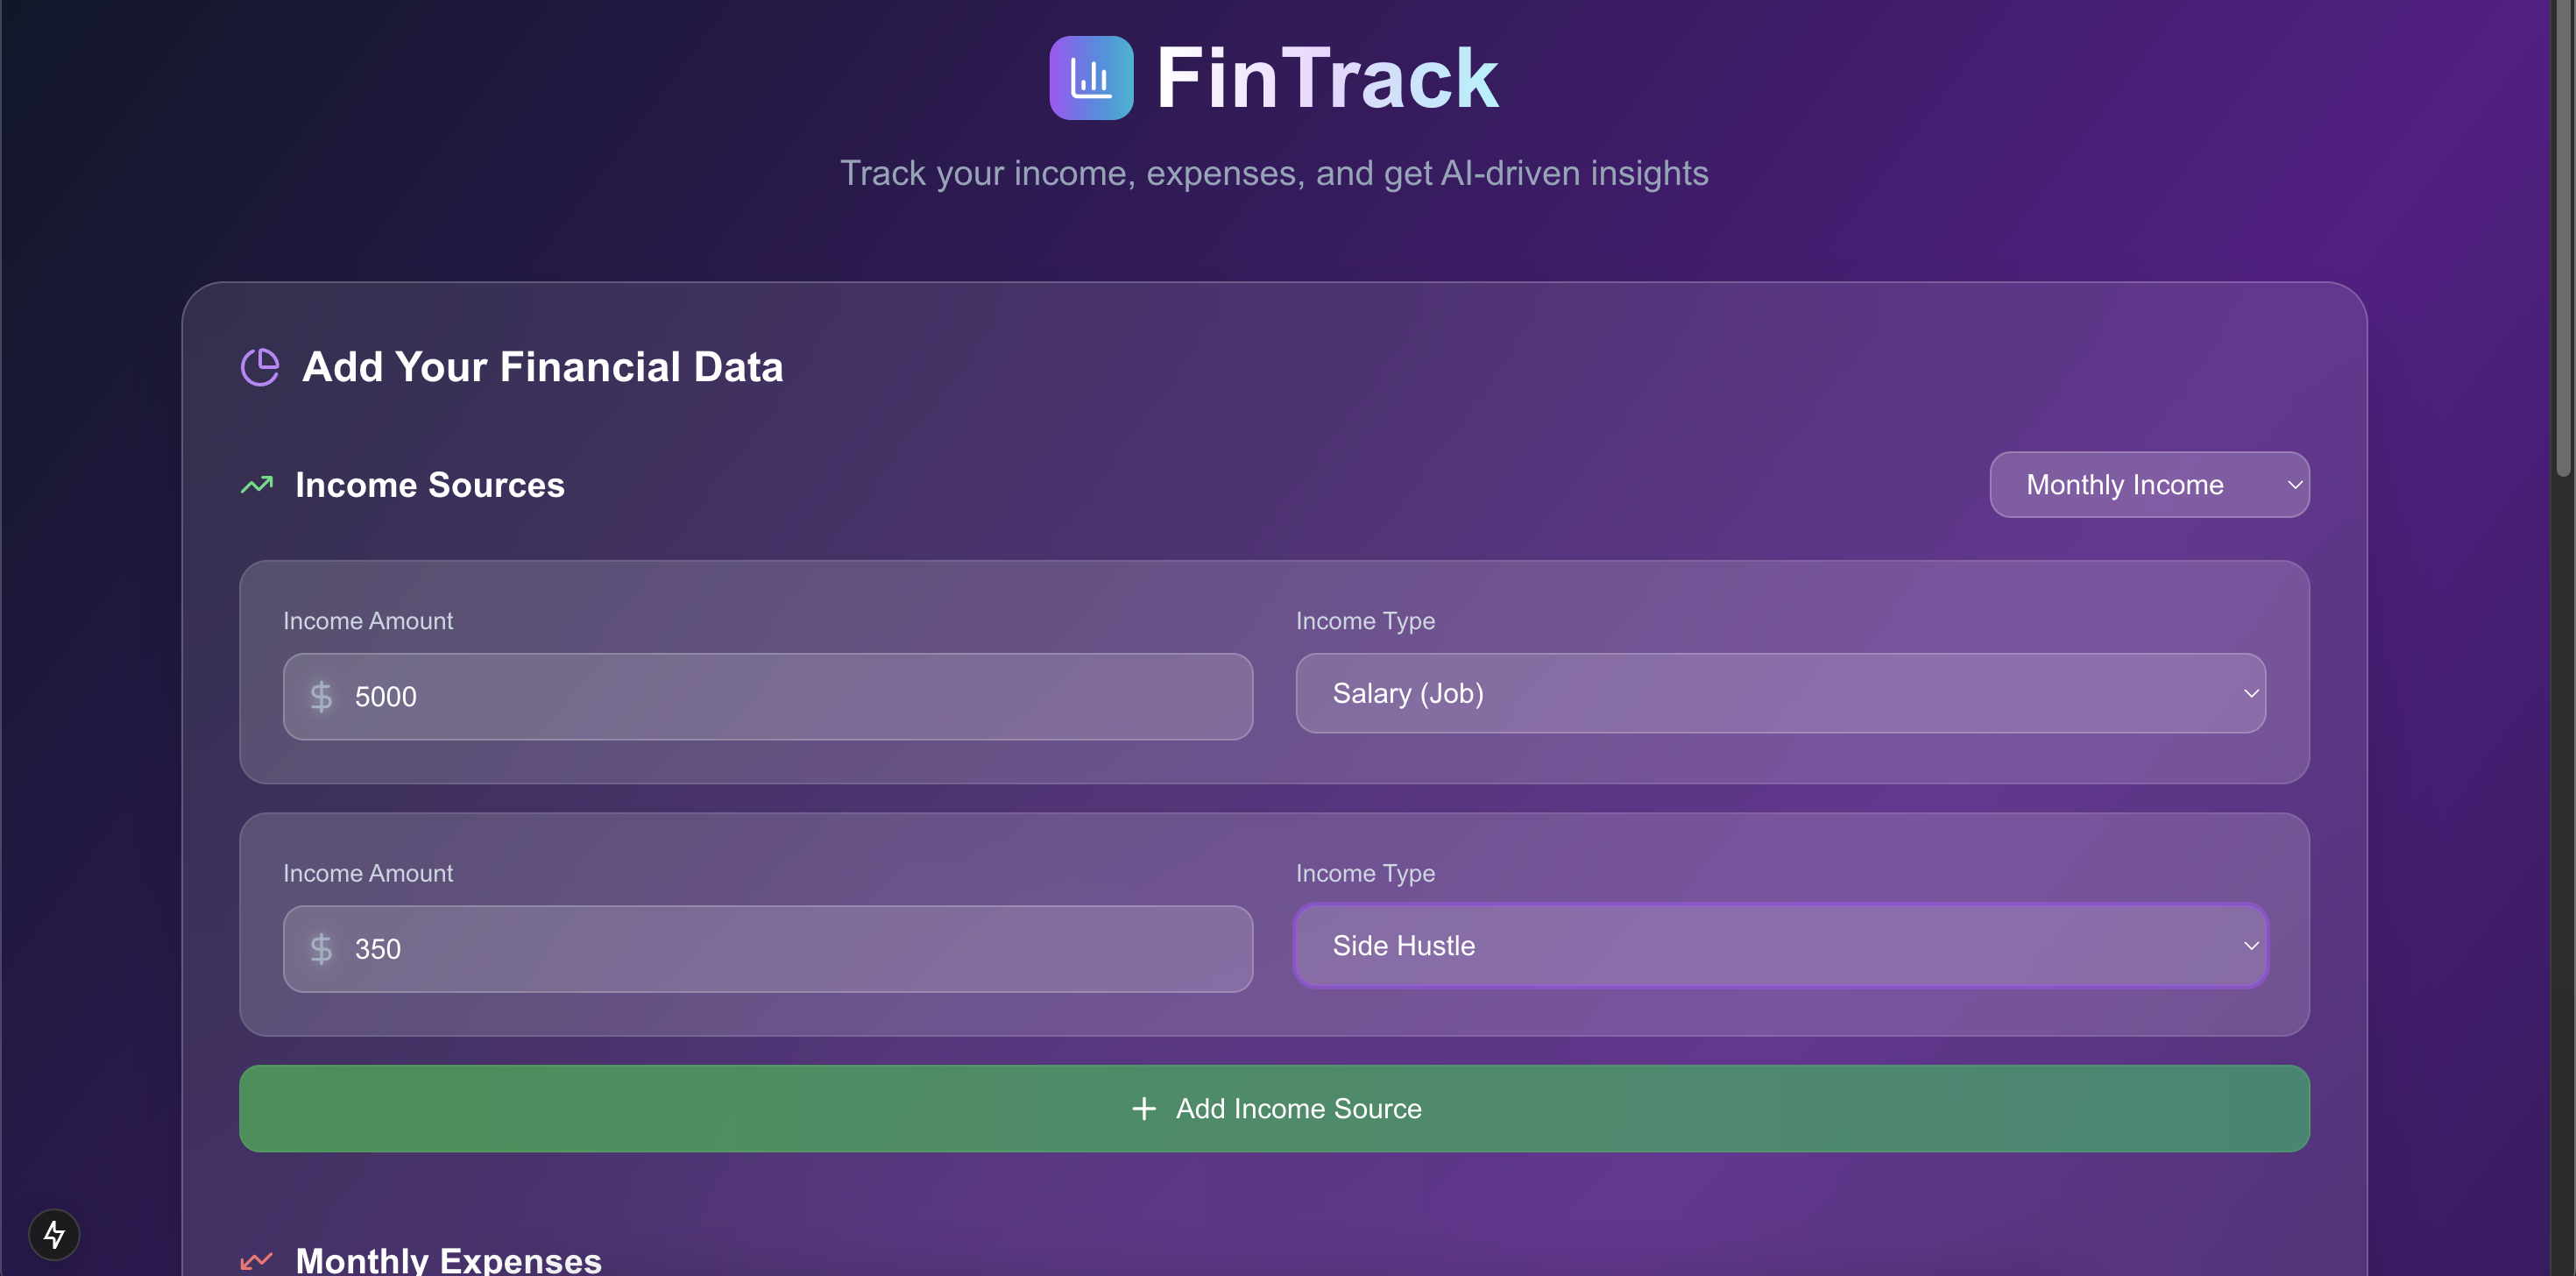 FinTrack
Track your income, expenses, and get AI-driven insights
Add Your Financial Data
Income Sources
Monthly Income
Income Amount
Income Type
$ 5000
Salary (Job)
Income Amount
Income Type
$ 350
Side Hustle
+ Add Income Source
Monthly Expenses